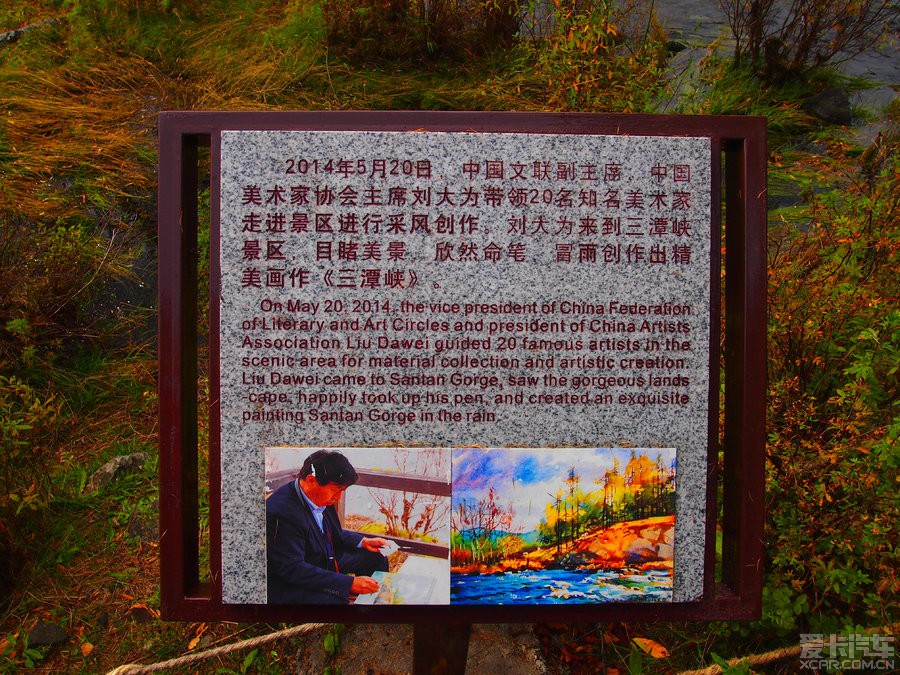 2014年5月20日，中国文联副主席、中国
美术家协会主席刘大为带领20名知名美术家
走进景区进行采风创作。刘大为来到三潭峡
景区，目睹美景，欣然命笔，冒雨创作出精
美画作《三潭峡》。
On May 20, 2014, the vice president of China Federation
of Literary and Art Circles and president of China Artists
Association Liu Dawei guided 20 famous artists in the
scenic area for material collection and artistic creation.
Liu Dawei came to Santan Gorge, saw the gorgeous lands
cape, happily took up his pen, and created an exquisite
painting Santan Gorge in the rain.
爱卡汽车
XCAR.COM.CN